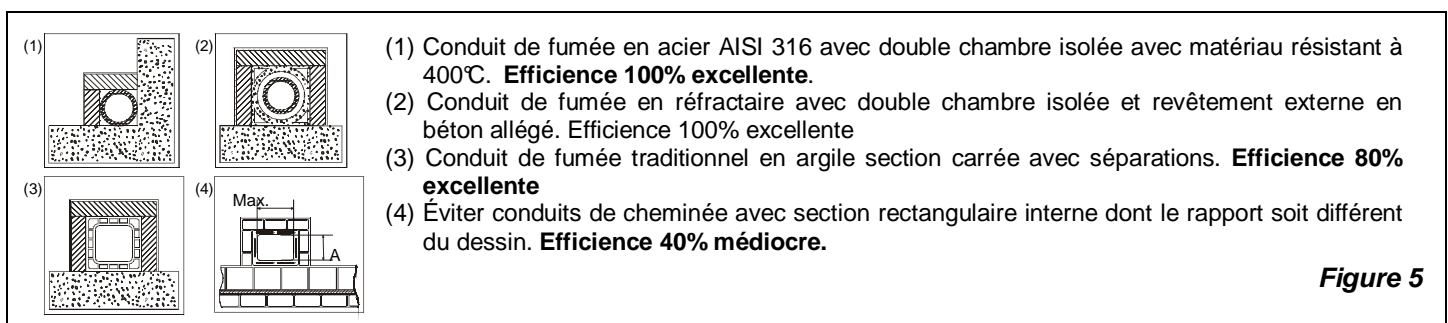 (1)
(2)
(3)
(4)
Max.
A
(1) Conduit de fumée en acier AISI 316 avec double chambre isolée avec matériau résistant à
400°C. Efficience 100% excellente.
(2) Conduit de fumée en réfractaire avec double chambre isolée et revêtement externe en
béton allégé. Efficience 100% excellente
(3) Conduit de fumée traditionnel en argile section carrée avec séparations. Efficience 80%
excellente
(4) Éviter conduits de cheminée avec section rectangulaire interne dont le rapport soit différent
du dessin. Efficience 40% médiocre.
Figure 5